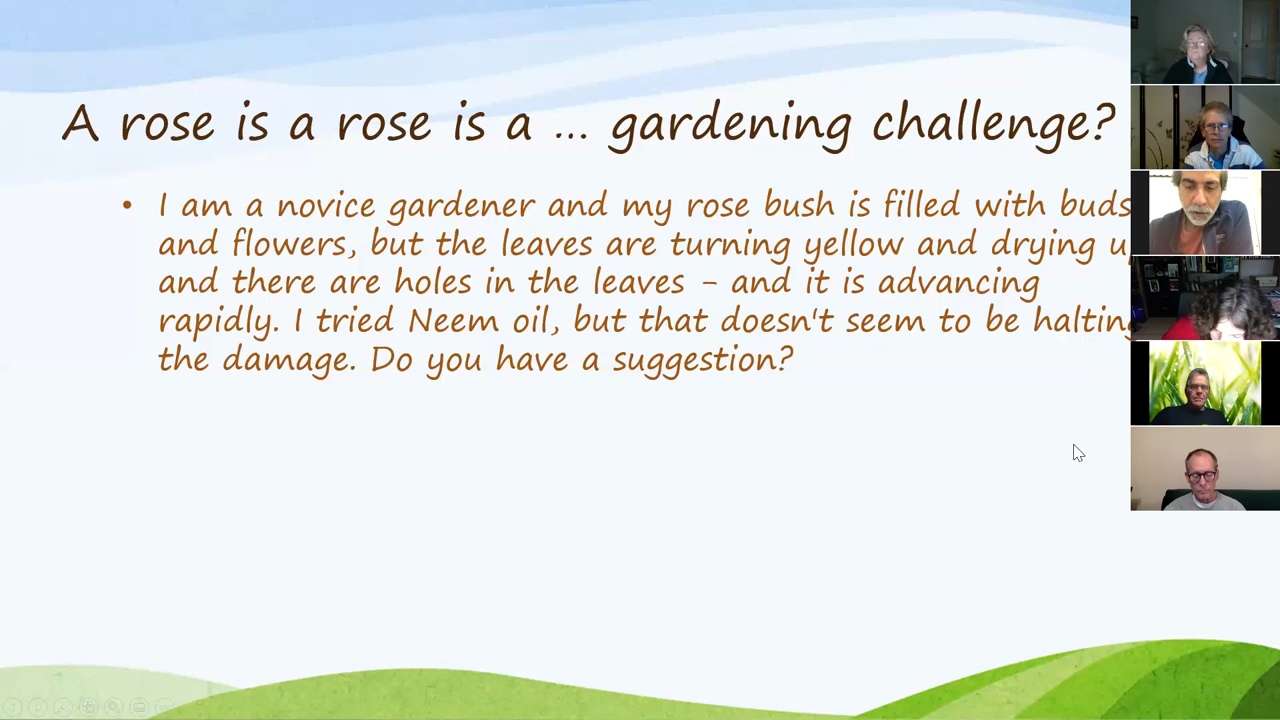 A rose is a rose is a ... gardening challenge?
• I am a novice gardener and my rose bush is filled with buds
and flowers, but the leaves are turning yellow and drying up
and there are holes in the leaves - and it is advancing
rapidly. I tried Neem oil, but that doesn't seem to be halting
the damage. Do you have a suggestion?